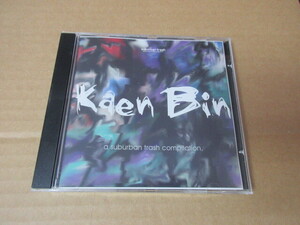 Kaen Bin
a suburban trash compilation.